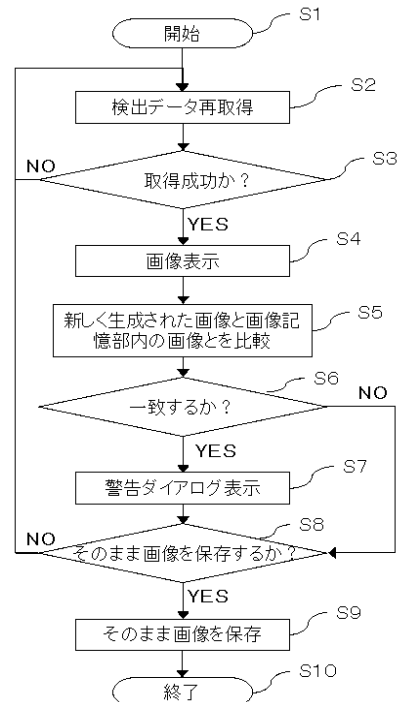 S1
開始
S2
検出データ再取得
NO
S3
取得成功か？
YES
S4
画像表示
S5
新しく生成された画像と画像記
憶部内の画像とを比較
S6
NO
一致するか？
YES
S7
警告ダイアログ表示
S8
NO
そのまま画像を保存するか？
YES
S9
そのまま画像を保存
S10
終了